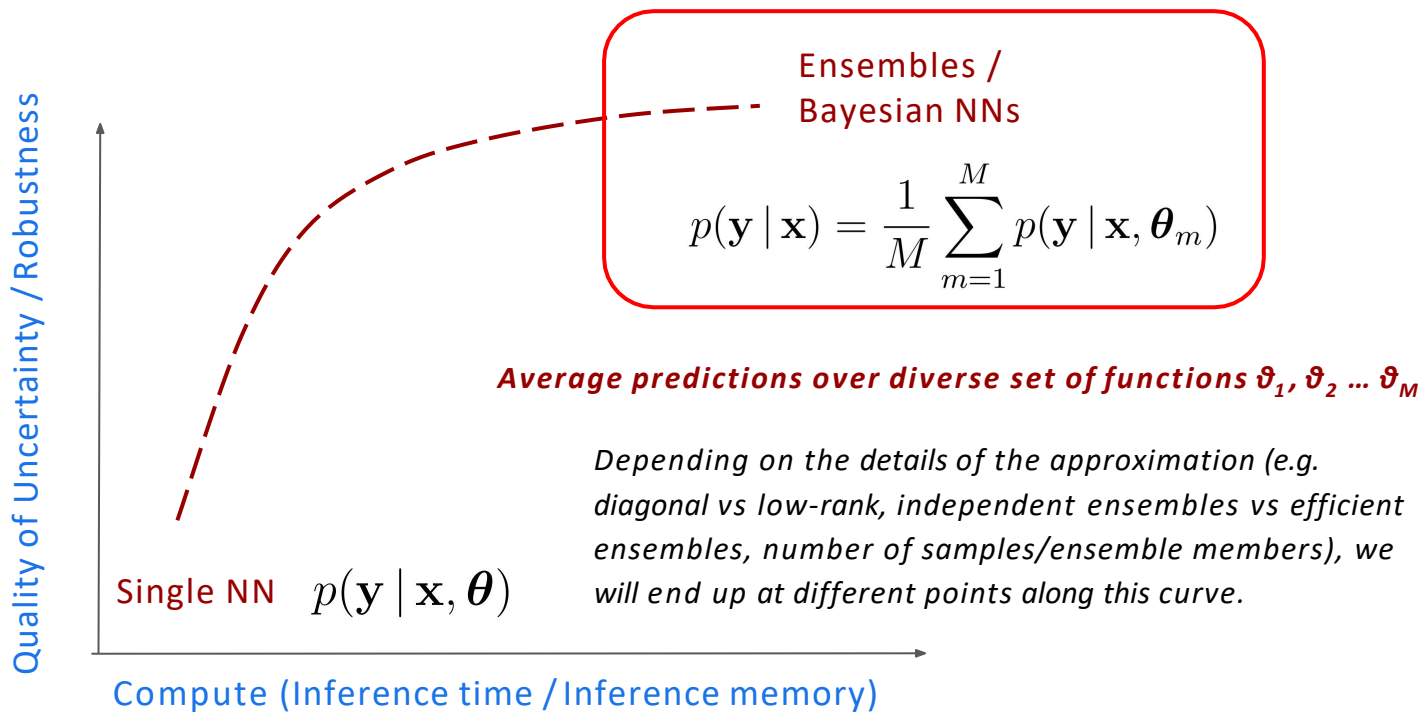 Quality of Uncertainty / Robustness
Ensembles /
Bayesian NNs
p(y | x) = \frac{1}{M} \sum_{m=1}^{M} p(y | x, θ_m)
Average predictions over diverse set of functions ϑ₁, ϑ₂ … ϑ_M
Depending on the details of the approximation (e.g.
diagonal vs low-rank, independent ensembles vs efficient
ensembles, number of samples/ensemble members), we
will end up at different points along this curve.
Single NN p(y | x, θ)
Compute (Inference time / Inference memory)